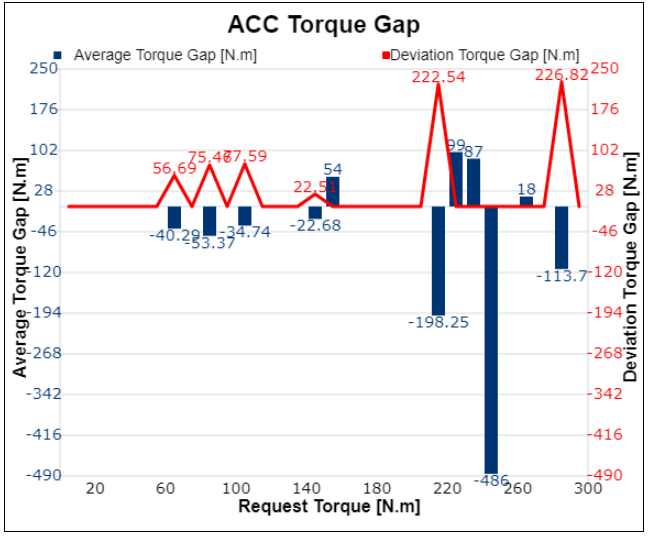 ACC Torque Gap
Average Torque Gap [N.m] Deviation Torque Gap [N.m]
250 250
222.54 226.82
176 176
102 102
99 87
75.46 77.59
56.69 54
28 28
22.51 18
-46 -46
-40.29 -53.37 -34.74 -22.68
-120 -120
-113.7
-194 -194
-198.25
-268 -268
-342 -342
-416 -416
-490 -490
-486
20 60 100 140 180 220 260 300
Request Torque [N.m]
Average Torque Gap [N.m]
Deviation Torque Gap [N.m]